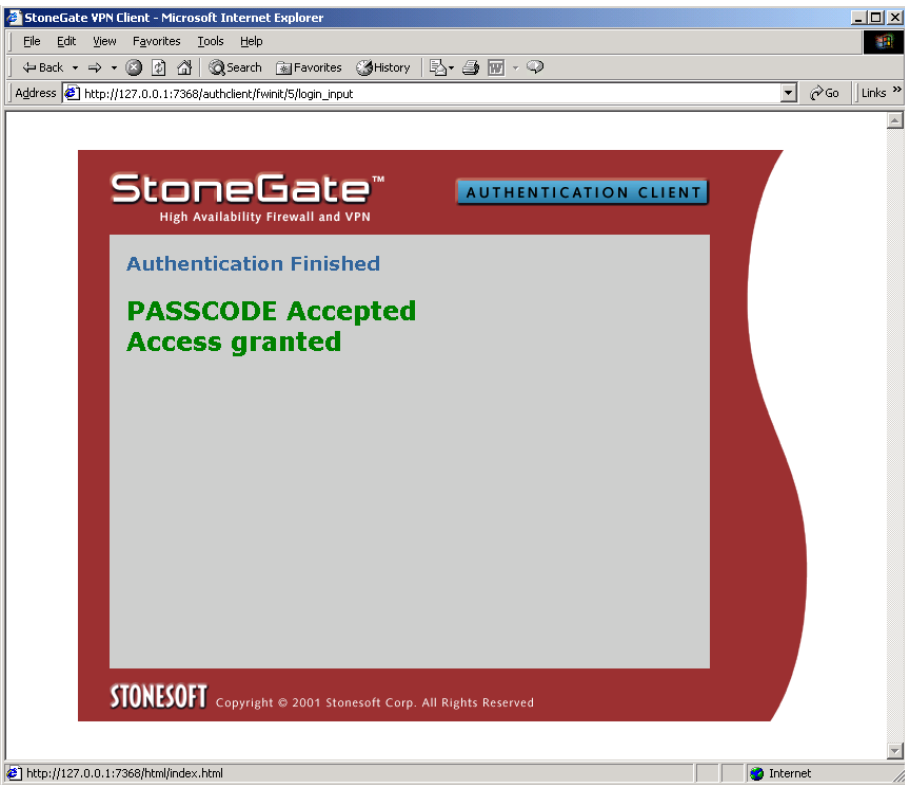 StoneGate VPN Client - Microsoft Internet Explorer
File Edit View Favorites Tools Help
Back Search Favorites History
Address http://127.0.0.1:7368/authclient/fwinit/5/login_input Go Links »
StoneGate™
AUTHENTICATION CLIENT
High Availability Firewall and VPN
Authentication Finished
PASSCODE Accepted
Access granted
STONESOFT Copyright © 2001 Stonesoft Corp. All Rights Reserved
http://127.0.0.1:7368/html/index.html Internet